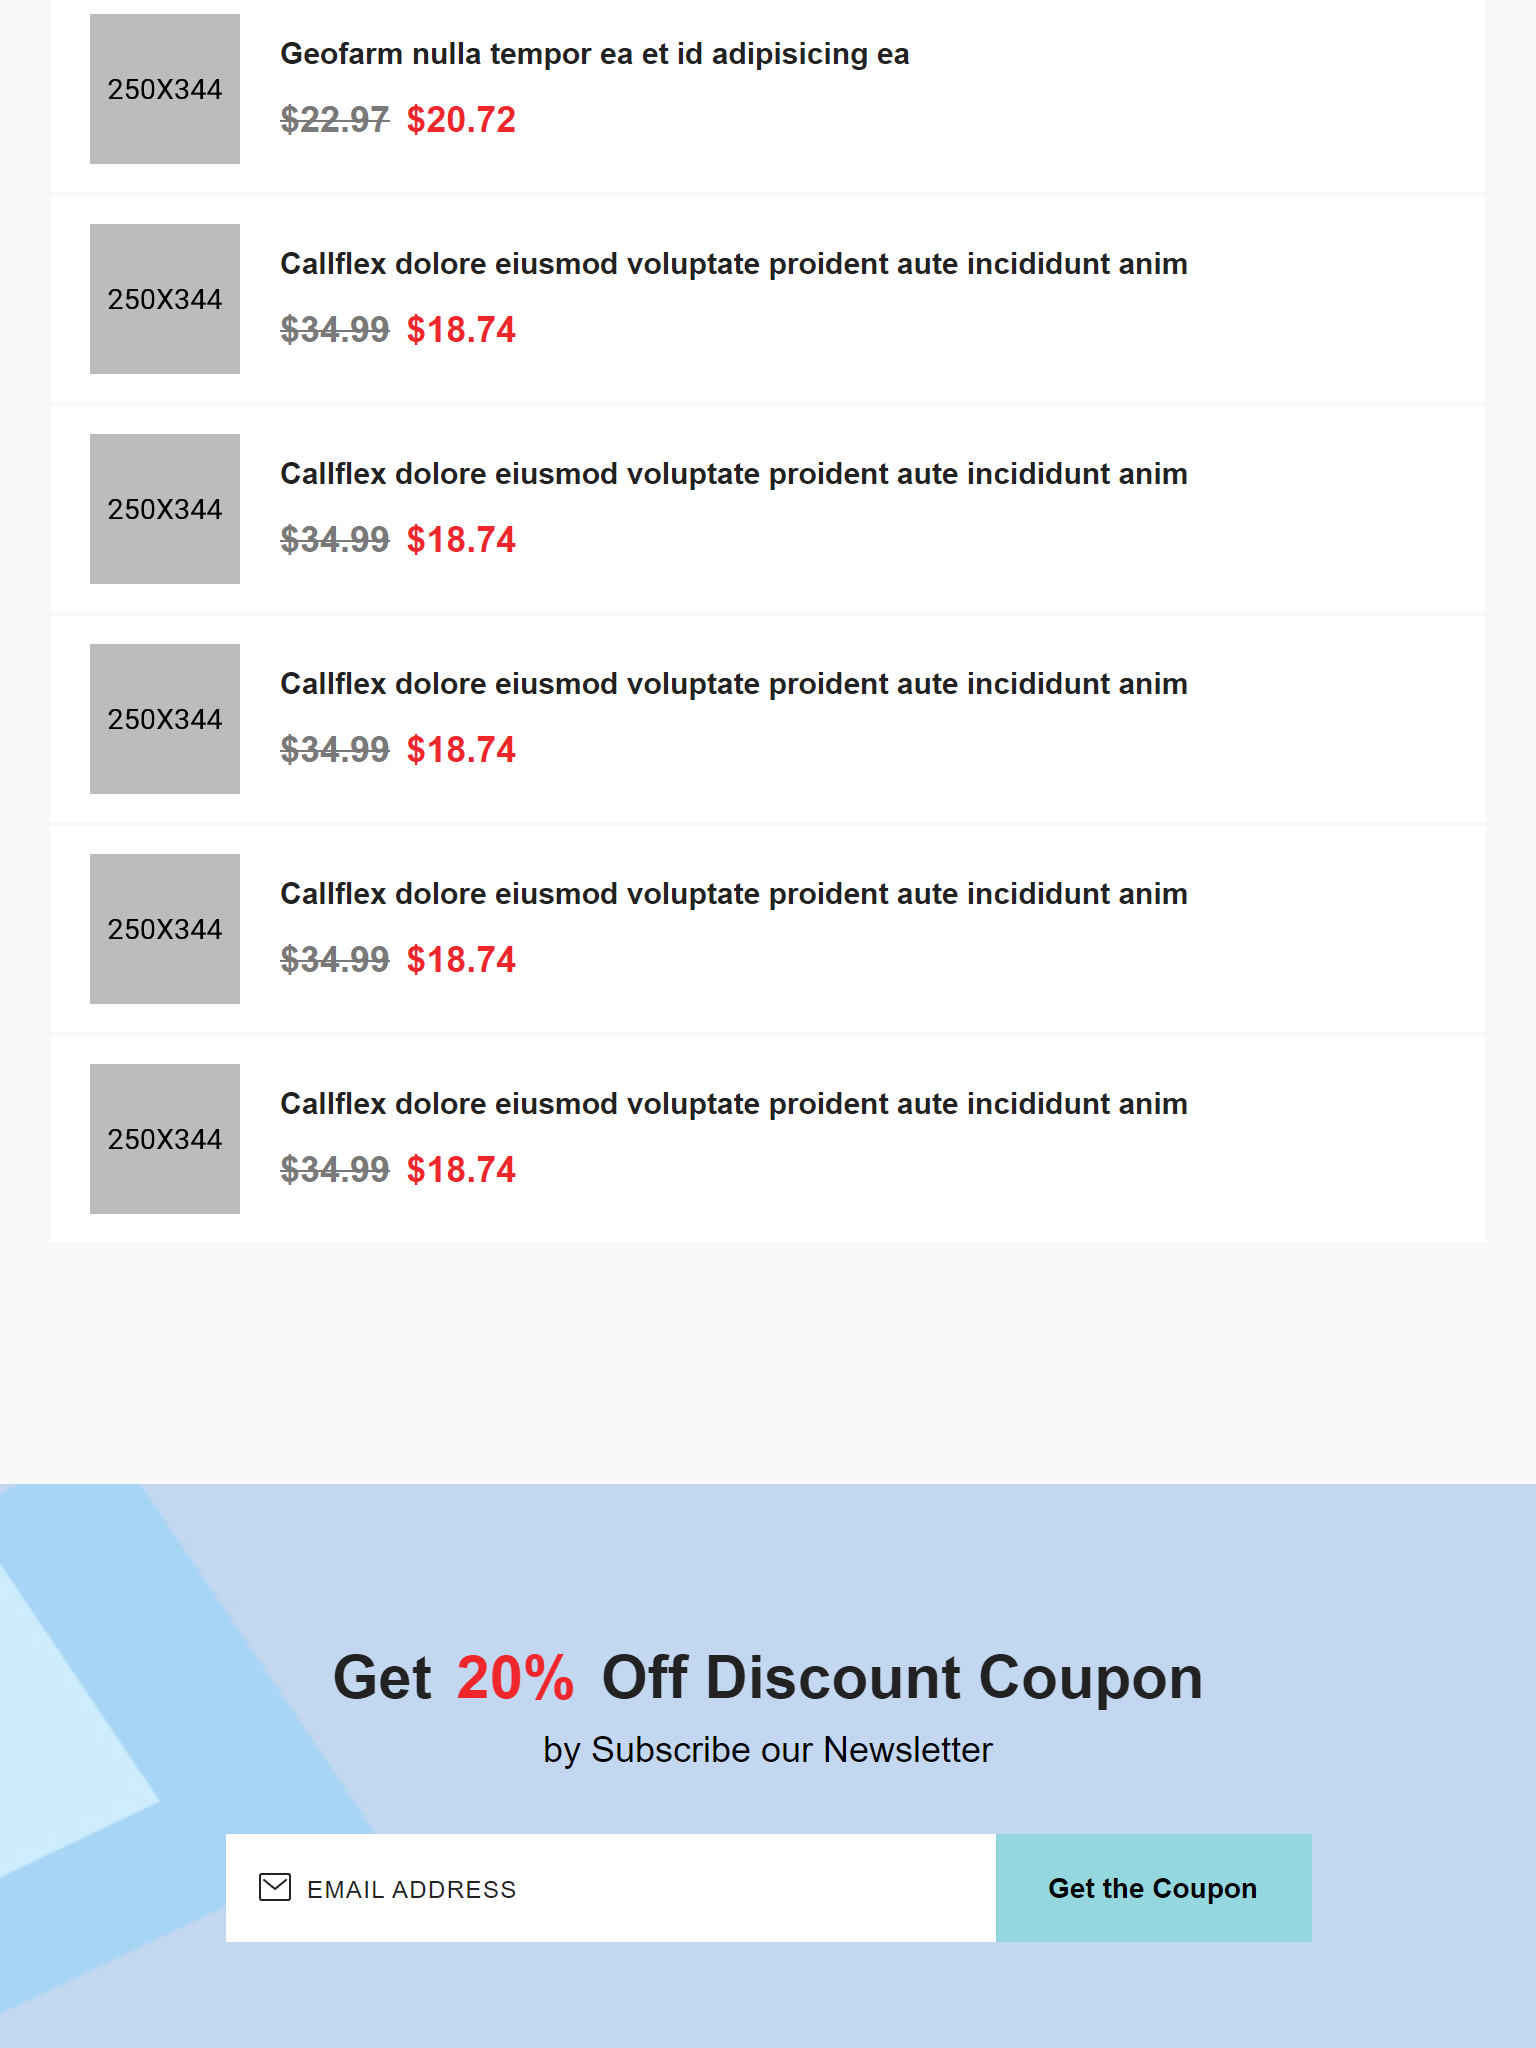 250X344
Geofarm nulla tempor ea et id adipisicing ea
$22.97 $20.72
250X344
Callflex dolore eiusmod voluptate proident aute incididunt anim
$34.99 $18.74
250X344
Callflex dolore eiusmod voluptate proident aute incididunt anim
$34.99 $18.74
250X344
Callflex dolore eiusmod voluptate proident aute incididunt anim
$34.99 $18.74
250X344
Callflex dolore eiusmod voluptate proident aute incididunt anim
$34.99 $18.74
250X344
Callflex dolore eiusmod voluptate proident aute incididunt anim
$34.99 $18.74
Get 20% Off Discount Coupon
by Subscribe our Newsletter
EMAIL ADDRESS
Get the Coupon